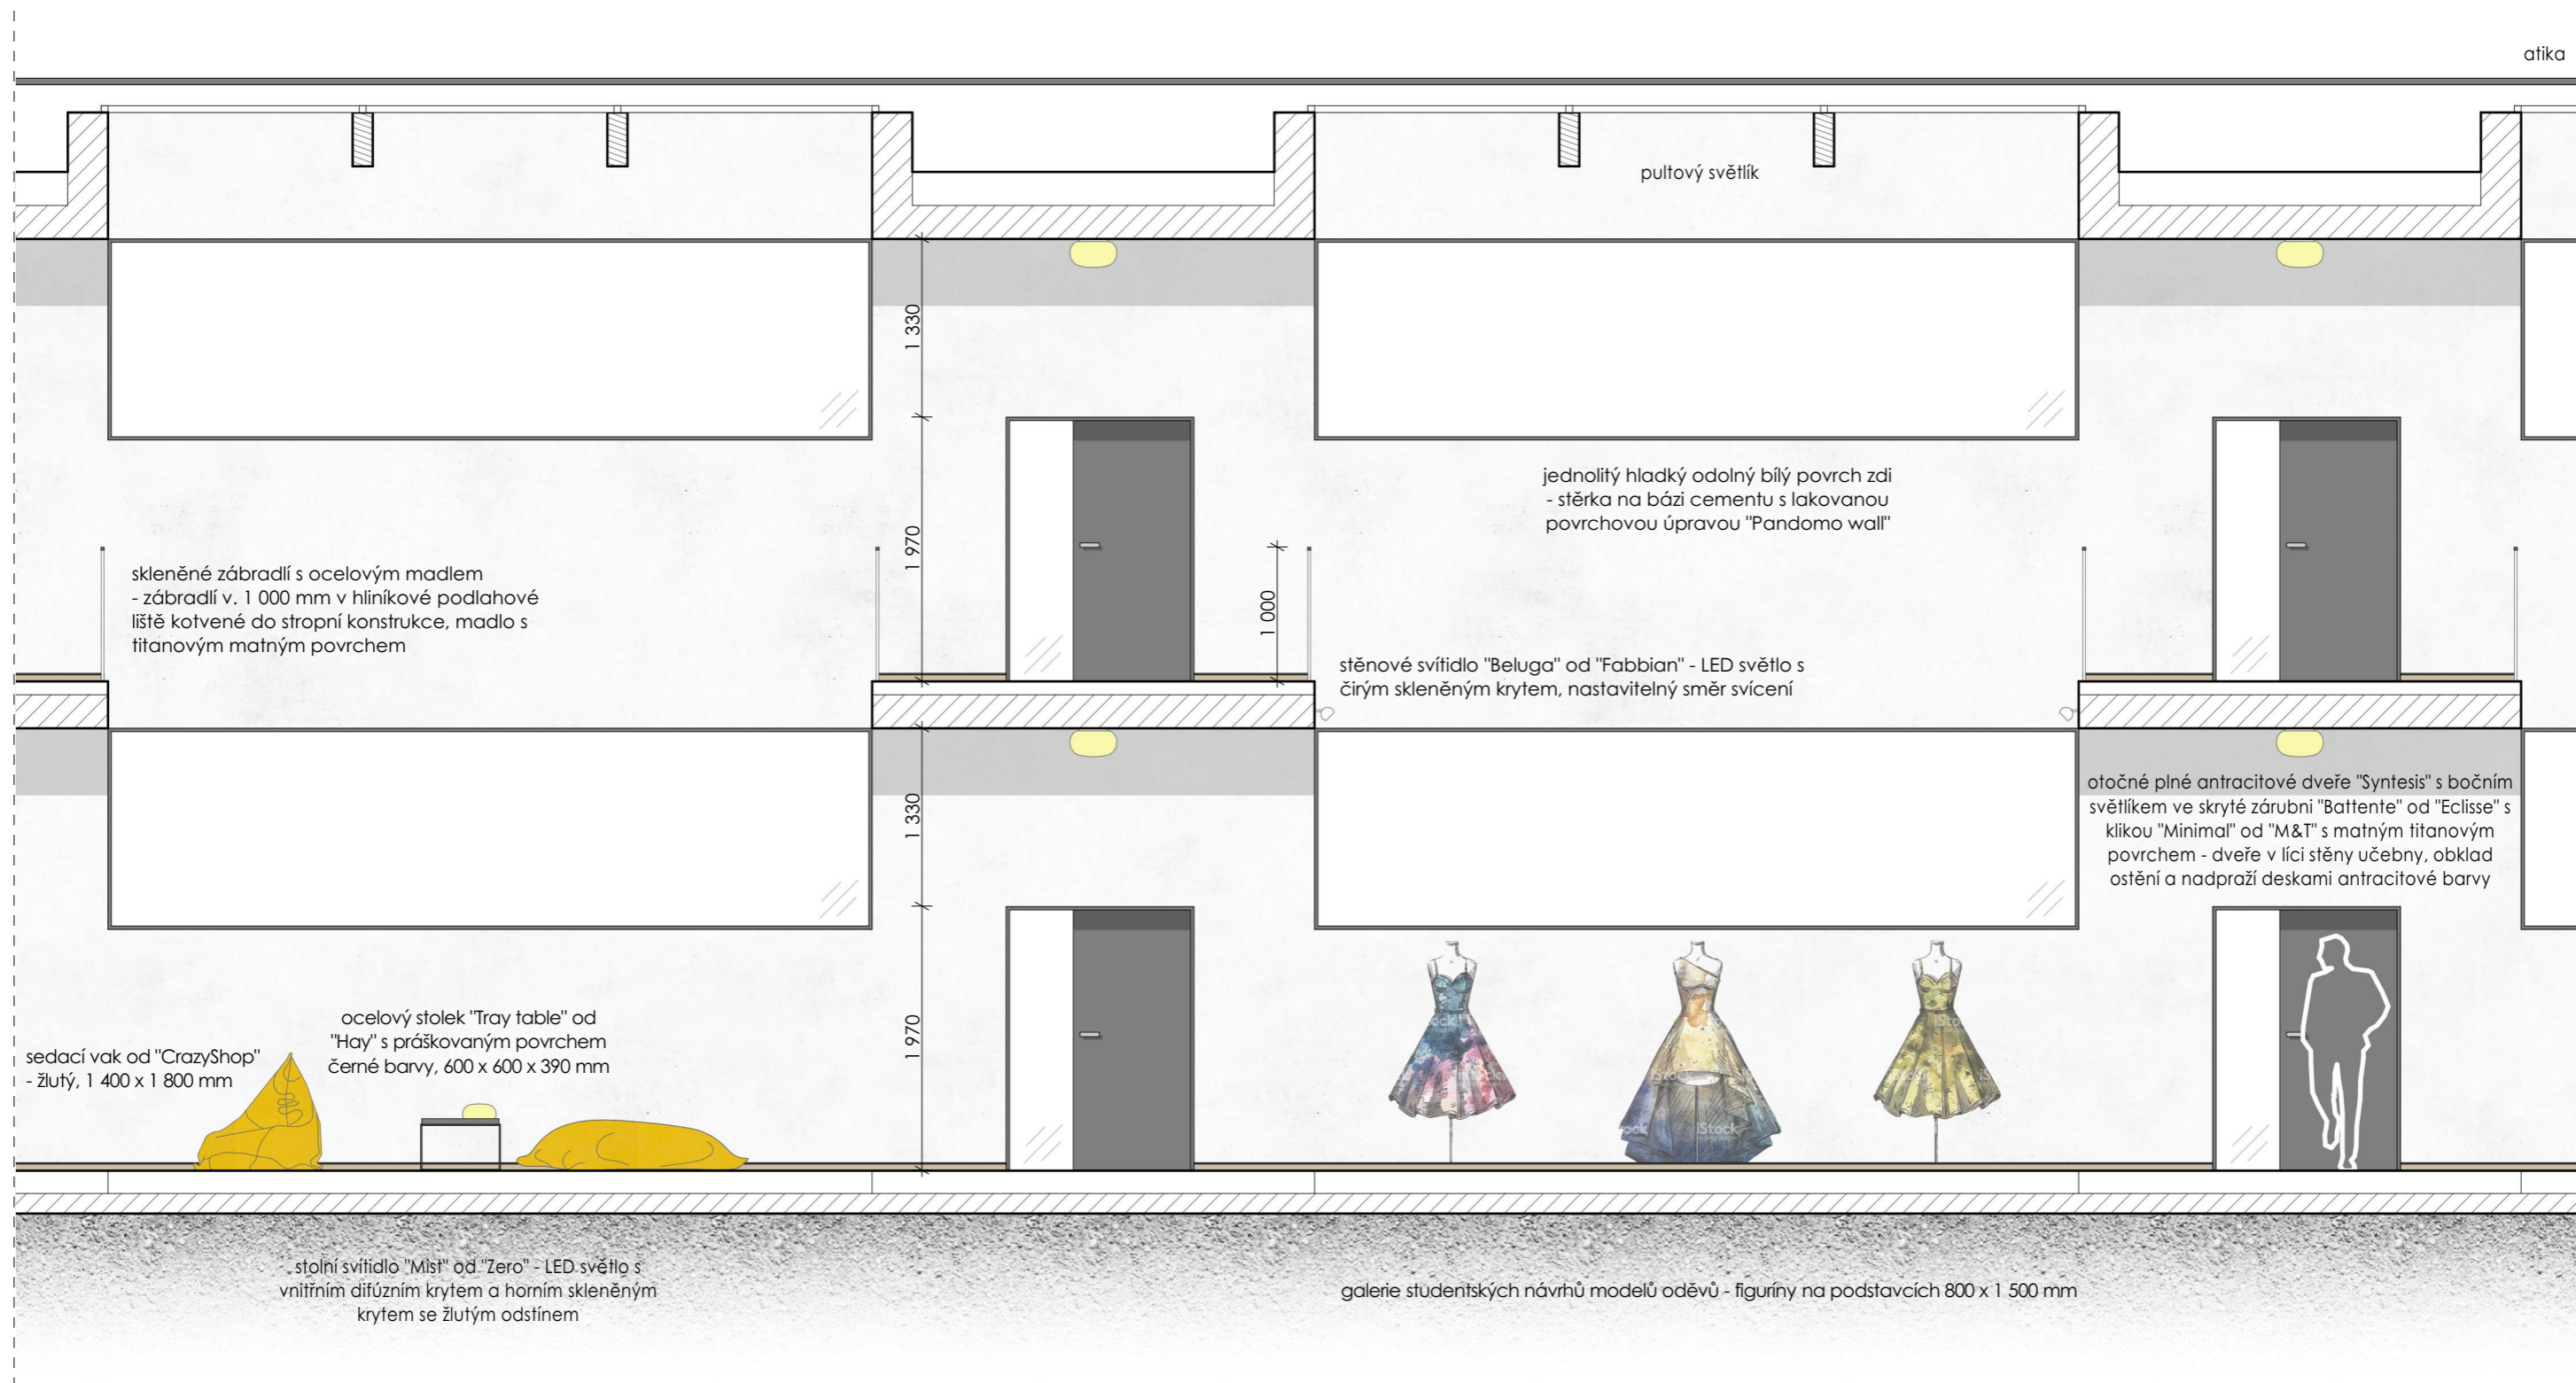 atika
pultový světlík
1 330
jednolitý hladký odolný bílý povrch zdi
- stěrka na bázi cementu s lakovanou
povrchovou úpravou "Pandomo wall"
1 970
skleněné zábradlí s ocelovým madlem
- zábradlí v. 1 000 mm v hliníkové podlahové
liště kotvené do stropní konstrukce, madlo s
titanovým matným povrchem
1 000
stěnové svítidlo "Beluga" od "Fabbian" - LED světlo s
čirým skleněným krytem, nastavitelný směr svícení
1 330
otočné plné antracitové dveře "Syntesis" s bočním
světlíkem ve skryté zárubni "Battente" od "Eclisse" s
klikou "Minimal" od "M&T" s matným titanovým
povrchem - dveře v líci stěny učebny, obklad
ostění a nadpraží deskami antracitové barvy
1 970
ocelový stolek "Tray table" od
"Hay" s práškovaným povrchem
černé barvy, 600 x 600 x 390 mm
sedací vak od "CrazyShop"
- žlutý, 1 400 x 1 800 mm
iStock
stolní svítidlo "Mist" od "Zero" - LED světlo s
vnitřním difúzním krytem a horním skleněným
krytem se žlutým odstínem
galerie studentských návrhů modelů oděvů - figuríny na podstavcích 800 x 1 500 mm